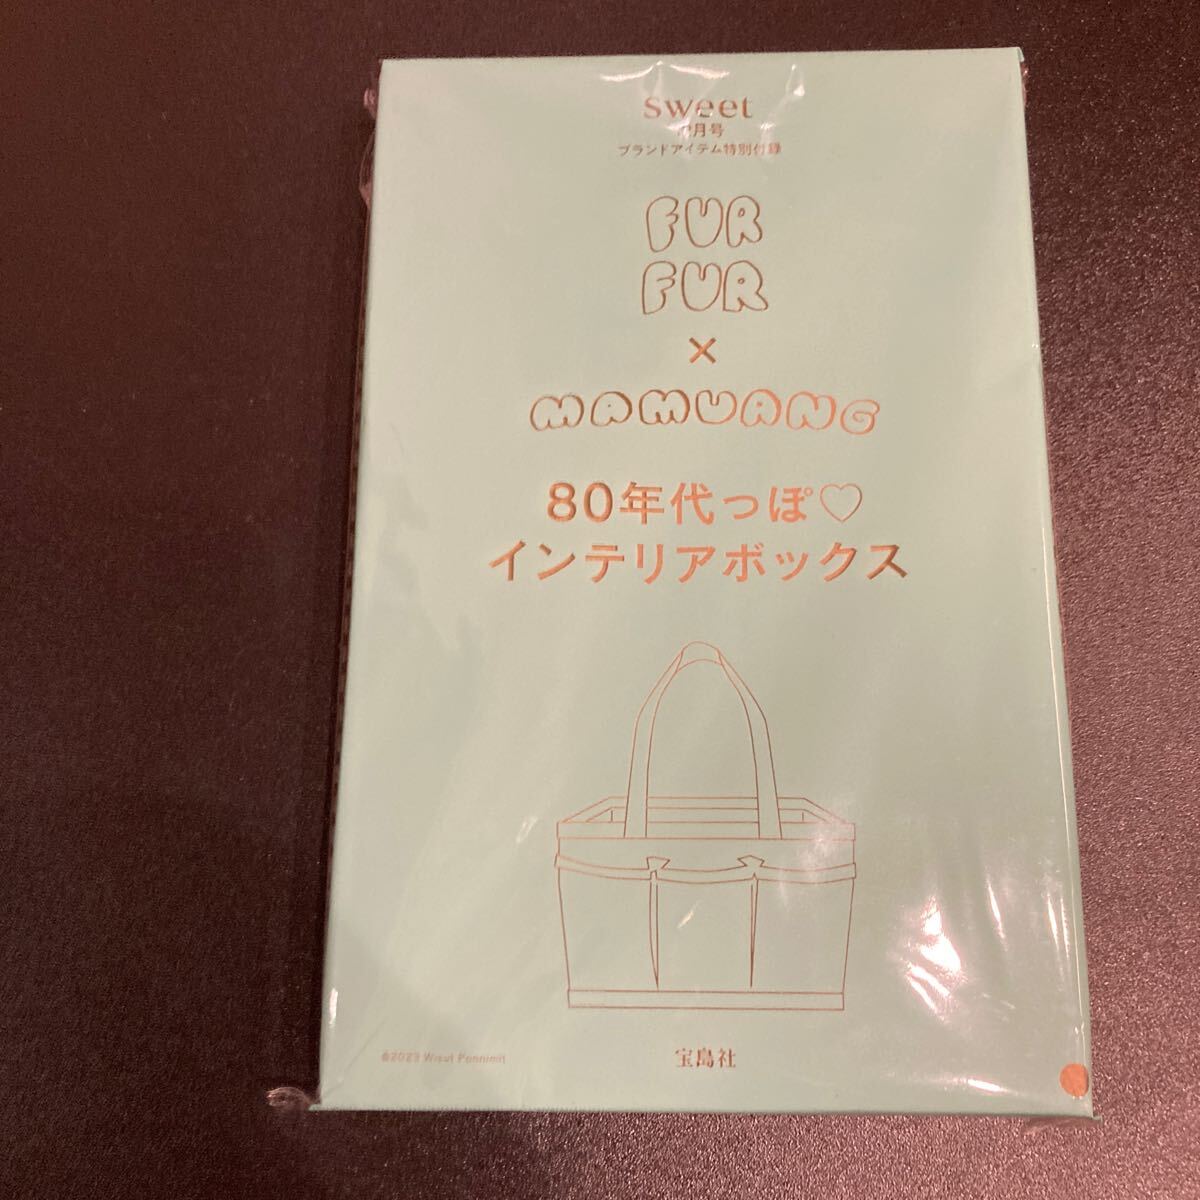 sweet
月号
ブランドアイテム特別付録
FUR
FUR
×
MAMUANG
80年代っぽ♡
インテリアボックス
©2023 Wisut Ponnimit
宝島社